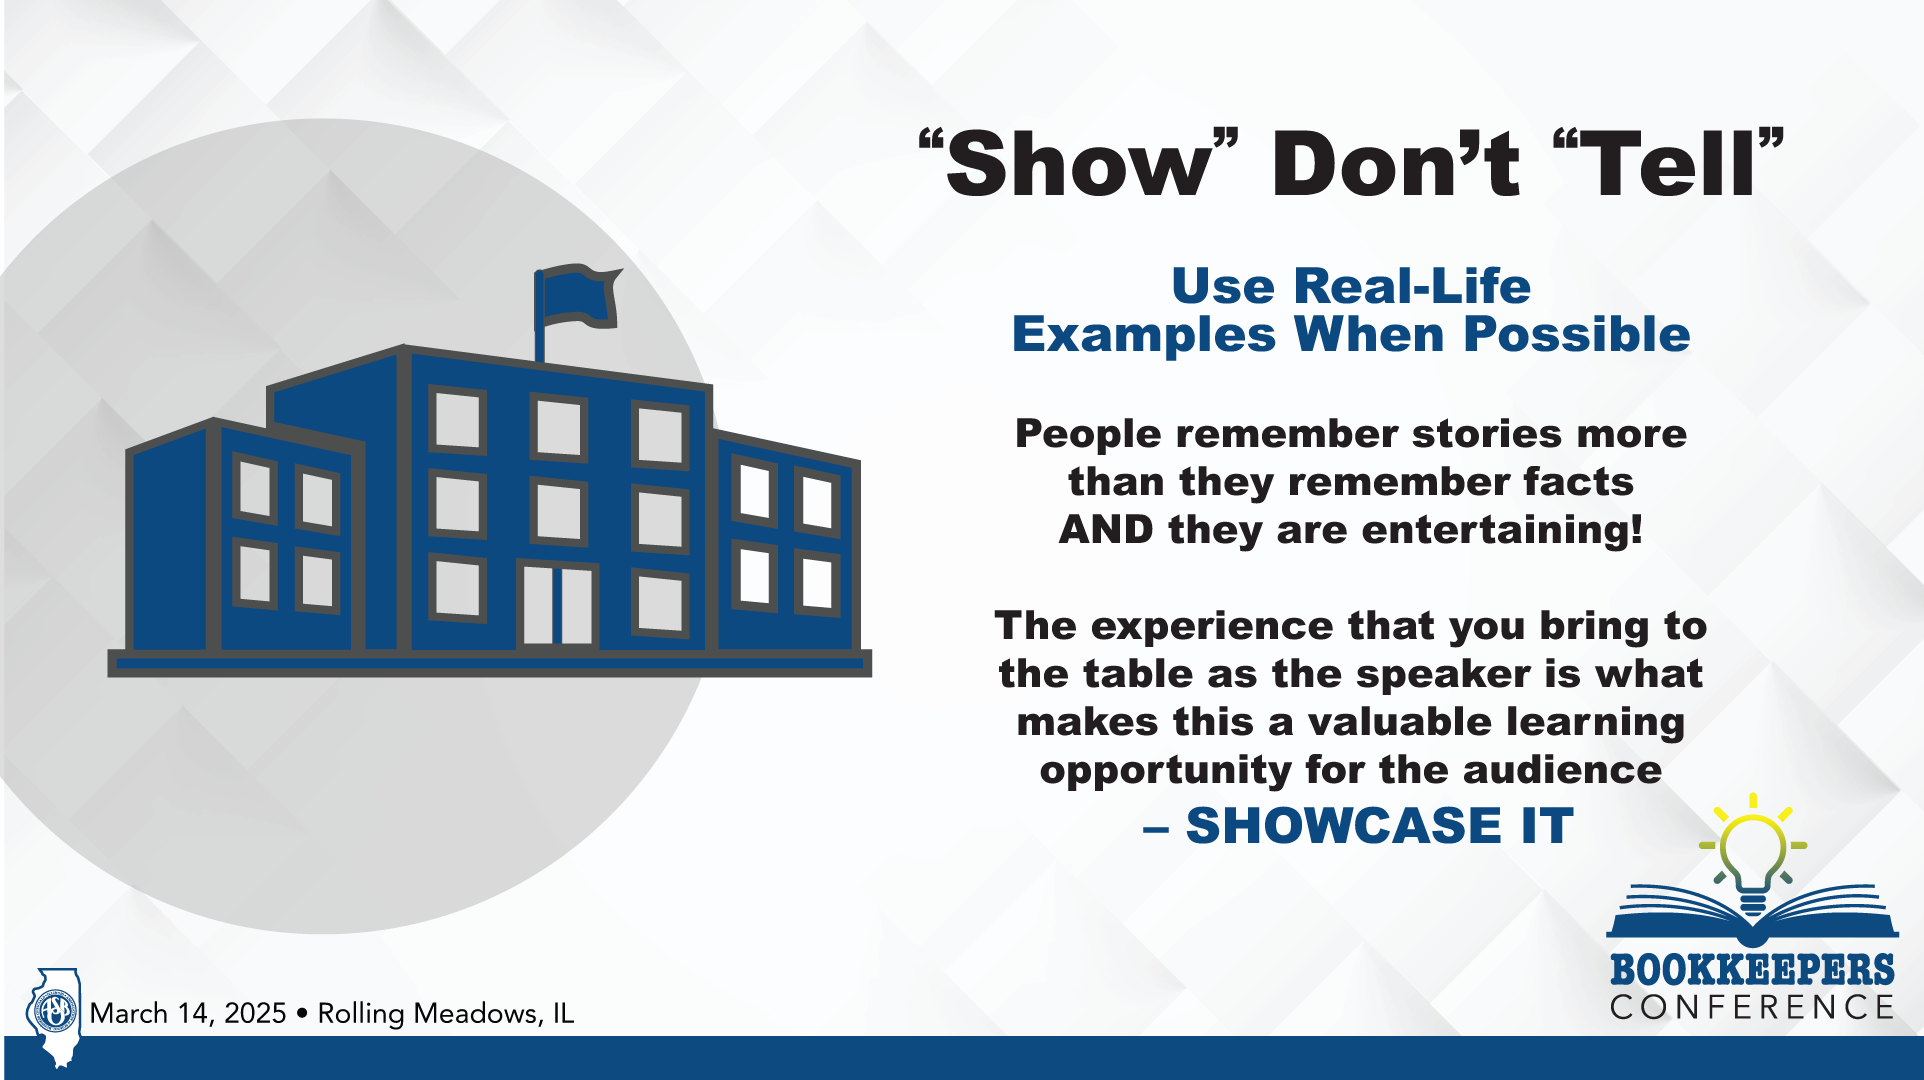 “Show” Don’t “Tell”
Use Real-Life
Examples When Possible
People remember stories more
than they remember facts
AND they are entertaining!
The experience that you bring to
the table as the speaker is what
makes this a valuable learning
opportunity for the audience
– SHOWCASE IT
BOOKKEEPERS
CONFERENCE
March 14, 2025 • Rolling Meadows, IL